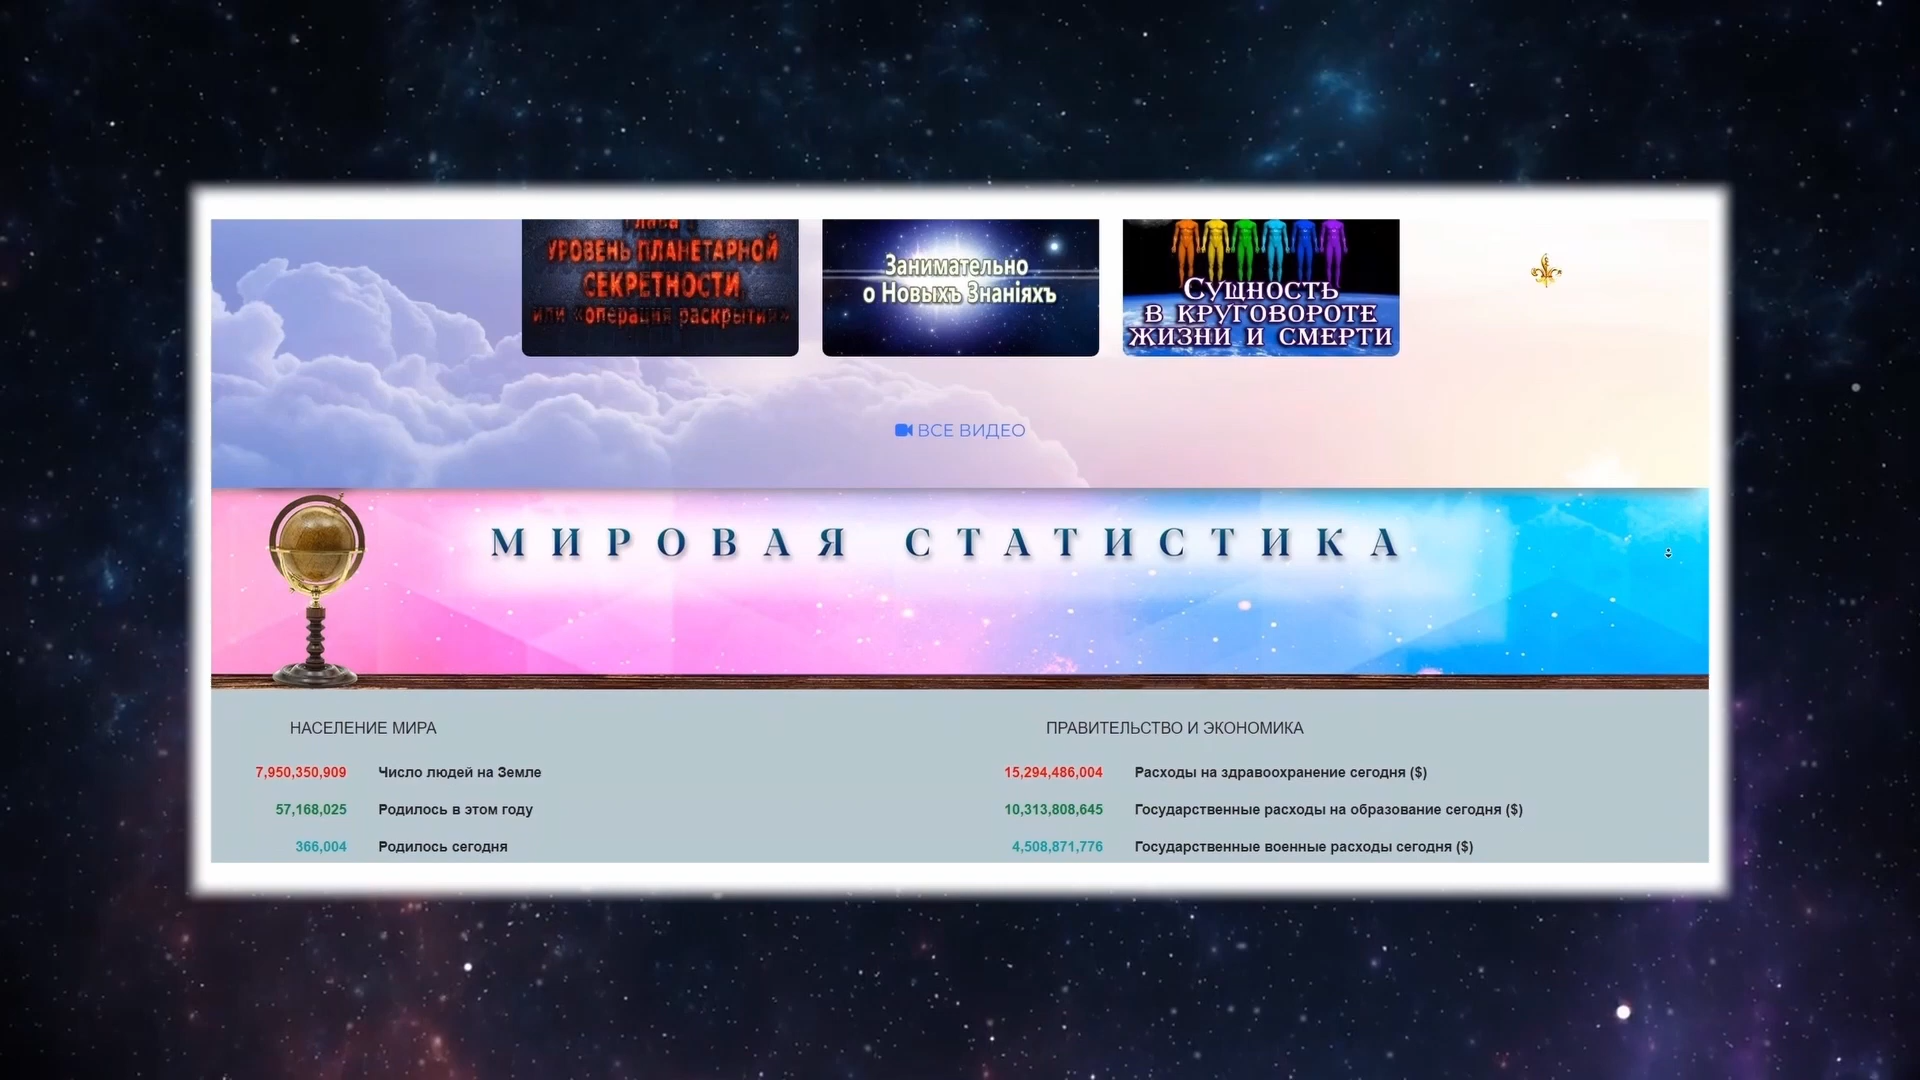 УРОВЕНЬ ПЛАНЕТАРНОЙ
СЕКРЕТНОСТИ
или «операция раскрытия»
Занимательно
о Новыхъ Знанiяхъ
Сущность
в круговороте
жизни и смерти
ВСЕ ВИДЕО
МИРОВАЯ СТАТИСТИКА
НАСЕЛЕНИЕ МИРА
7,950,350,909 Число людей на Земле
57,168,025 Родилось в этом году
366,004 Родилось сегодня
ПРАВИТЕЛЬСТВО И ЭКОНОМИКА
15,294,486,004 Расходы на здравоохранение сегодня ($)
10,313,808,645 Государственные расходы на образование сегодня ($)
4,508,871,776 Государственные военные расходы сегодня ($)